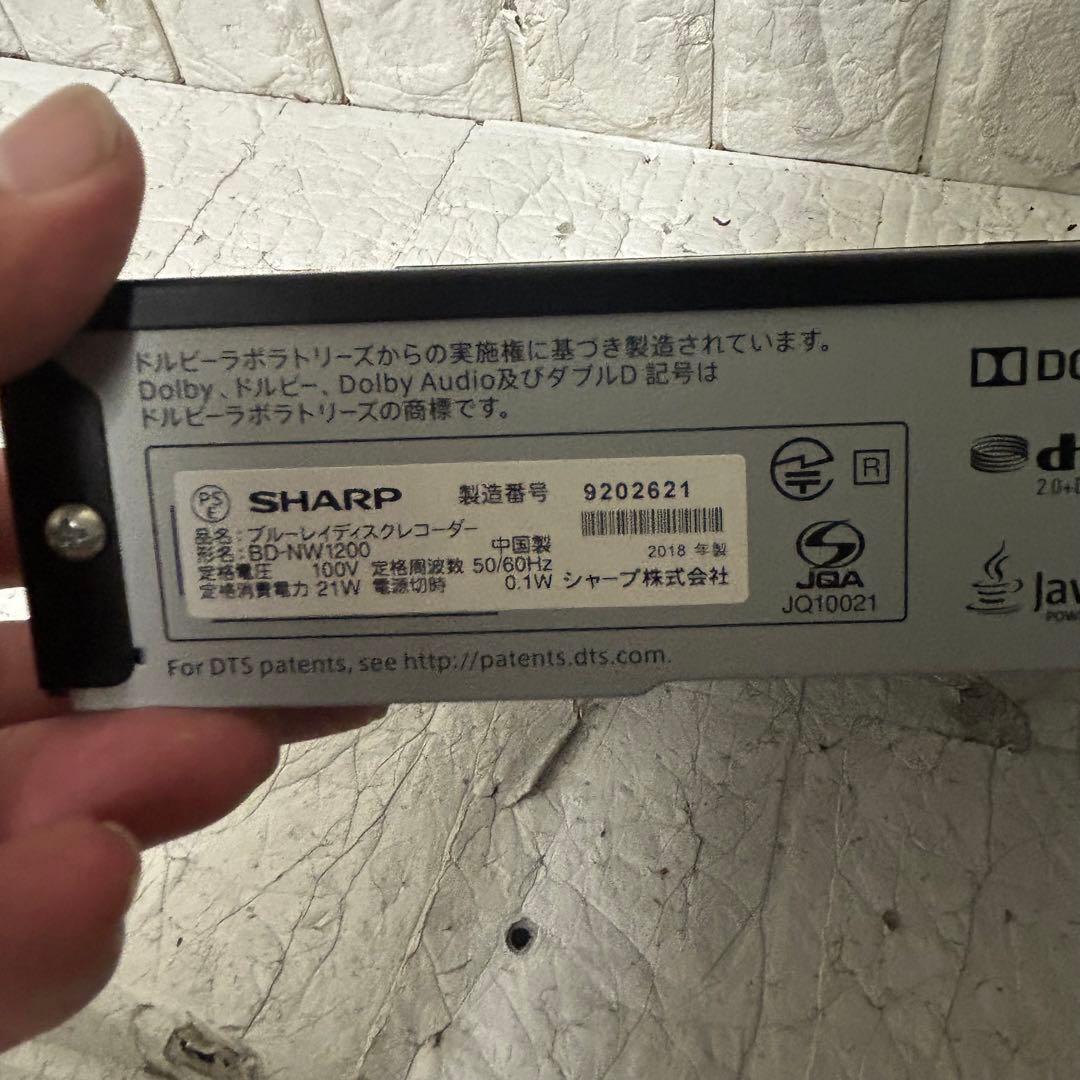 ドルビーラボラトリーズからの実施権に基づき製造されています。
Dolby、ドルビー、Dolby Audio及びダブルD 記号は
ドルビーラボラトリーズの商標です。
PS E SHARP 製造番号 9202621
品名：ブルーレイディスクレコーダー
形名：BD-NW1200 中国製 2018 年製
定格電圧 100V 定格周波数 50/60Hz
定格消費電力 21W 電源切時 0.1W シャープ株式会社
R
JQA
JQ10021
For DTS patents, see http://patents.dts.com.
2.0+